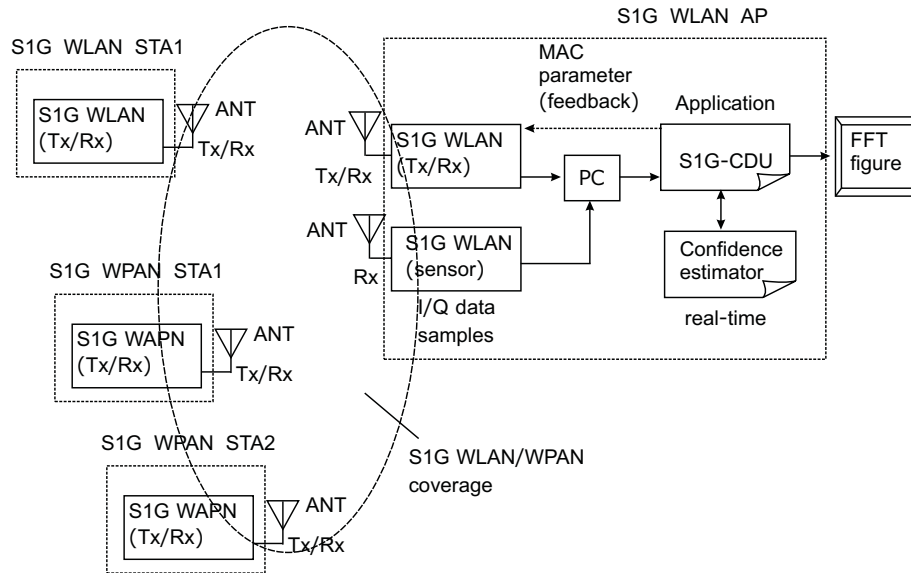 S1G WLAN AP
S1G WLAN STA1
S1G WLAN
(Tx/Rx)
ANT
Tx/Rx
MAC
parameter
(feedback)
ANT
Tx/Rx
S1G WLAN
(Tx/Rx)
PC
Application
S1G-CDU
FFT
figure
ANT
Rx
S1G WLAN
(sensor)
I/Q data
samples
Confidence
estimator
real-time
S1G WPAN STA1
S1G WAPN
(Tx/Rx)
ANT
Tx/Rx
S1G WPAN STA2
S1G WAPN
(Tx/Rx)
ANT
Tx/Rx
S1G WLAN/WPAN
coverage